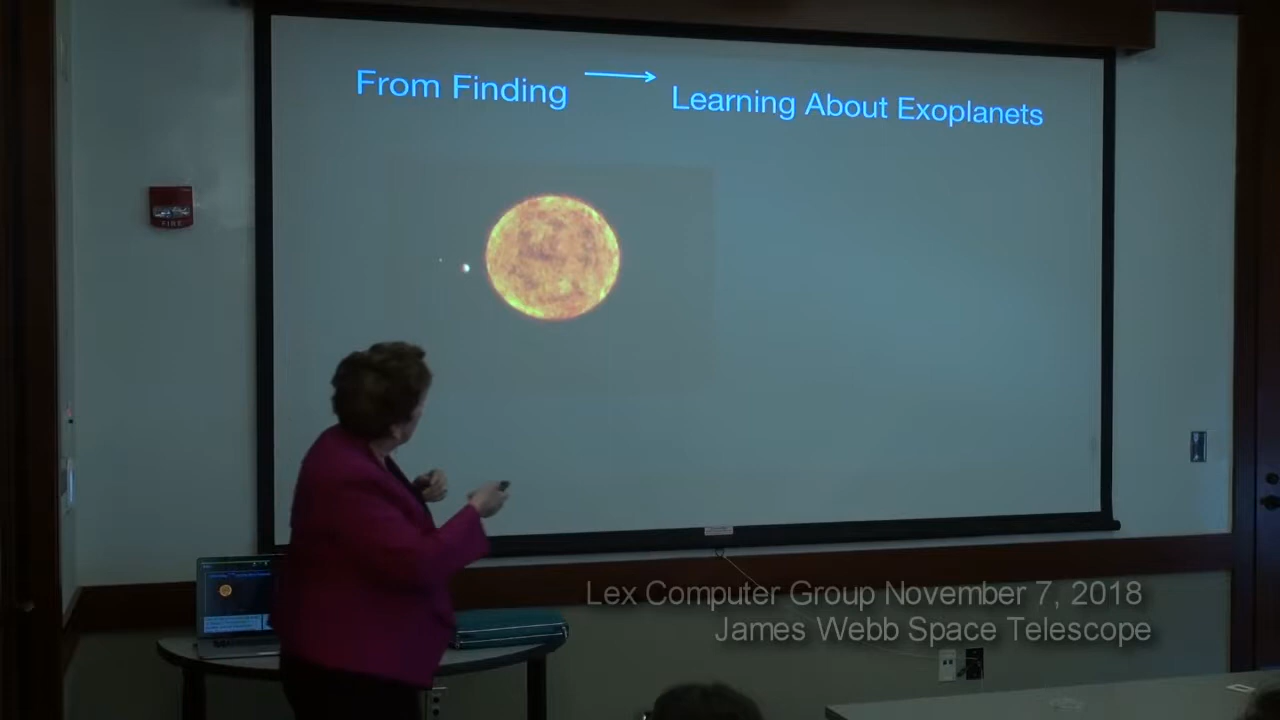 From Finding → Learning About Exoplanets
FIRE
Lex Computer Group November 7, 2018
James Webb Space Telescope